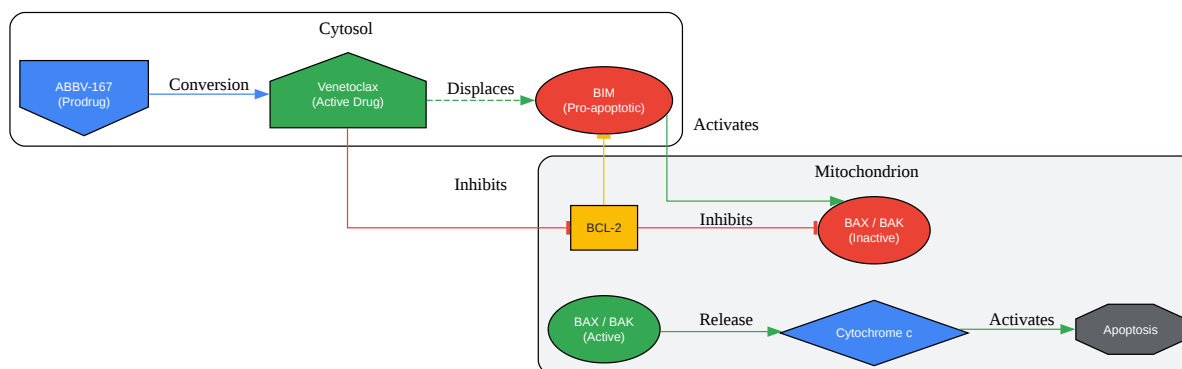 Cytosol
ABBV-167
(Prodrug)
Conversion
Venetoclax
(Active Drug)
Displaces
BIM
(Pro-apoptotic)
Activates
Mitochondrion
Inhibits
BCL-2
Inhibits
BAX / BAK
(Inactive)
BAX / BAK
(Active)
Release
Cytochrome c
Activates
Apoptosis